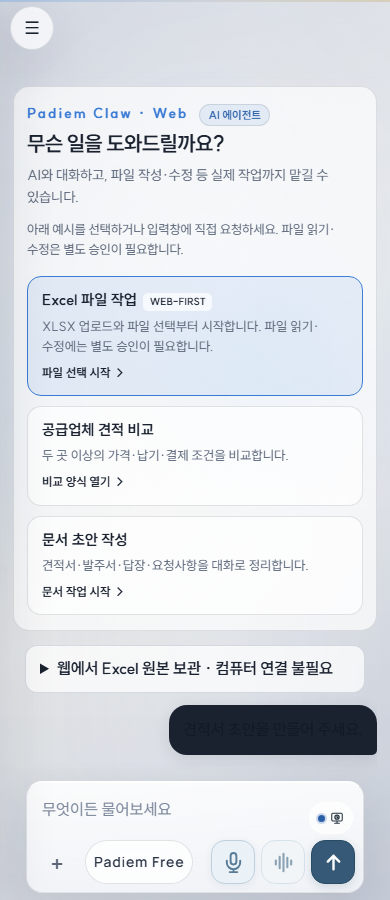 Padiem Claw · Web AI 에이전트
무슨 일을 도와드릴까요?
AI와 대화하고, 파일 작성·수정 등 실제 작업까지 맡길 수
있습니다.
아래 예시를 선택하거나 입력창에 직접 요청하세요. 파일 읽기·
수정은 별도 승인이 필요합니다.
Excel 파일 작업 WEB-FIRST
XLSX 업로드와 파일 선택부터 시작합니다. 파일 읽기·
수정에는 별도 승인이 필요합니다.
파일 선택 시작
공급업체 견적 비교
두 곳 이상의 가격·납기·결제 조건을 비교합니다.
비교 양식 열기
문서 초안 작성
견적서·발주서·답장·요청사항을 대화로 정리합니다.
문서 작업 시작
웹에서 Excel 원본 보관 · 컴퓨터 연결 불필요
견적서 초안을 만들어 주세요.
무엇이든 물어보세요
Padiem Free